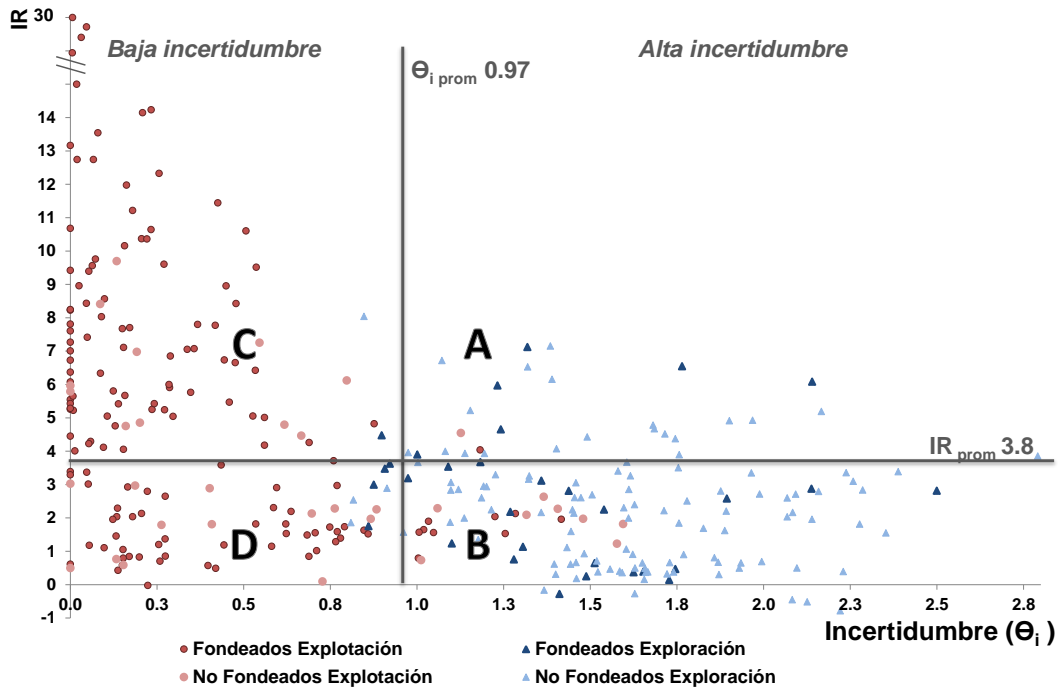 IR
30
14
13
12
11
10
9
8
7
6
5
4
3
2
1
0
-1
Baja incertidumbre
Alta incertidumbre
Ɵi prom 0.97
C
A
IR prom 3.8
D
B
0.0 0.3 0.5 0.8 1.0 1.3 1.5 1.8 2.0 2.3 2.5 2.8
Incertidumbre (Ɵi )
Fondeados Explotación
Fondeados Exploración
No Fondeados Explotación
No Fondeados Exploración